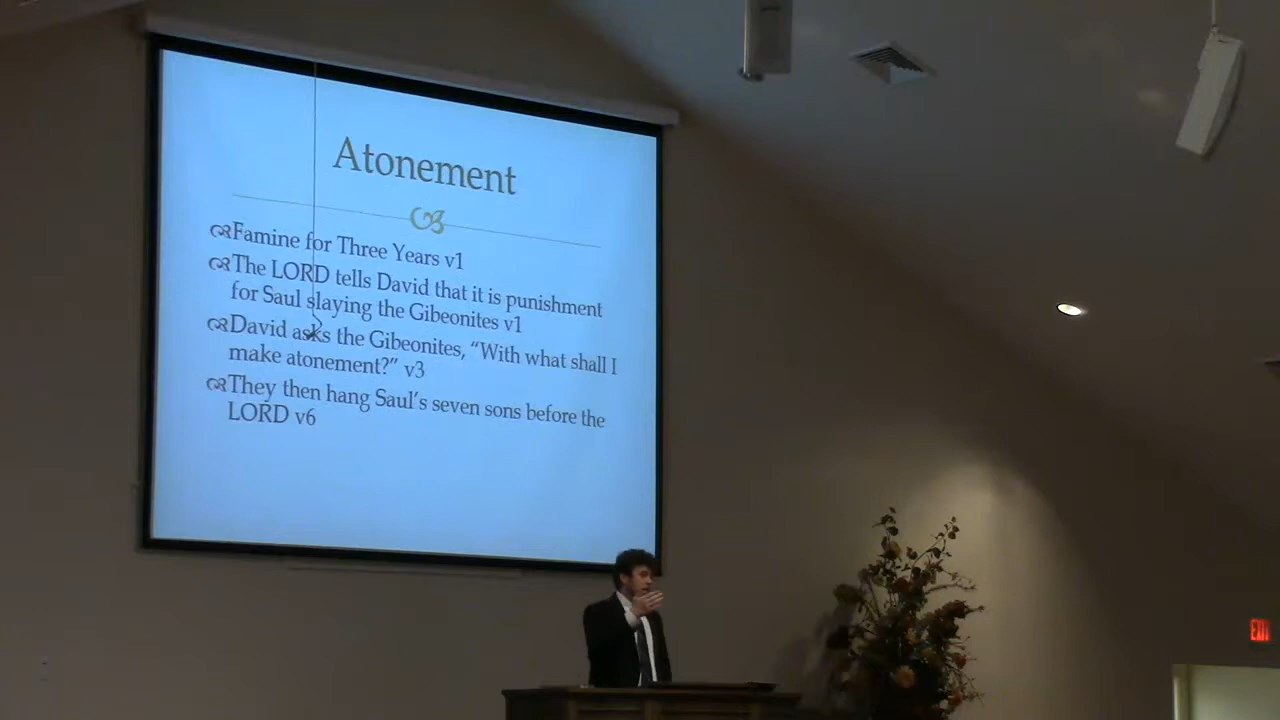 Atonement
Famine for Three Years v1
The LORD tells David that it is punishment
for Saul slaying the Gibeonites v1
David asks the Gibeonites, “With what shall I
make atonement?” v3
They then hang Saul’s seven sons before the
LORD v6
EXIT